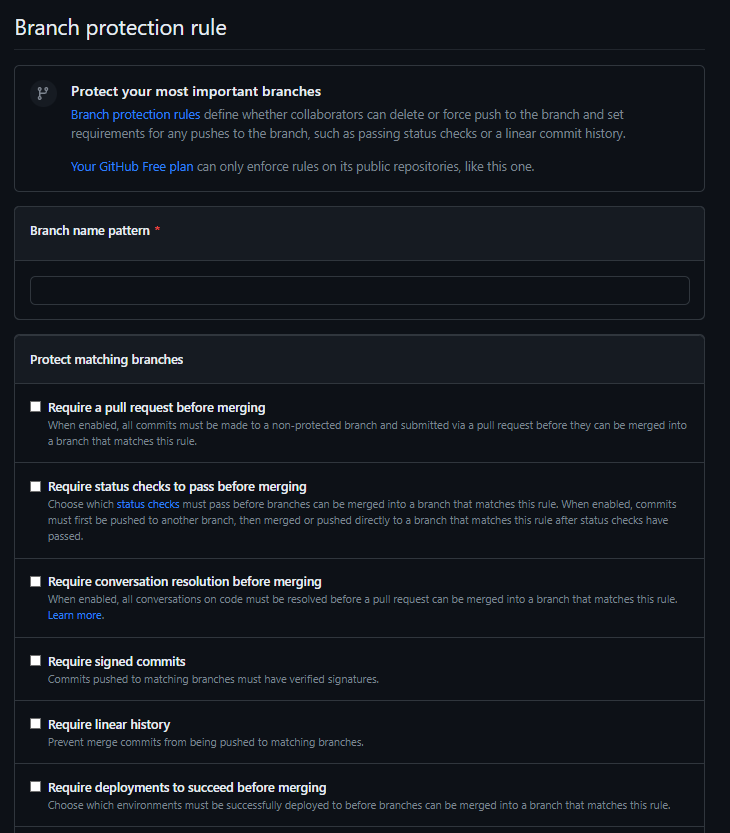 Branch protection rule
Protect your most important branches
Branch protection rules define whether collaborators can delete or force push to the branch and set
requirements for any pushes to the branch, such as passing status checks or a linear commit history.
Your GitHub Free plan can only enforce rules on its public repositories, like this one.
Branch name pattern *
Protect matching branches
Require a pull request before merging
When enabled, all commits must be made to a non-protected branch and submitted via a pull request before they can be merged into
a branch that matches this rule.
Require status checks to pass before merging
Choose which status checks must pass before branches can be merged into a branch that matches this rule. When enabled, commits
must first be pushed to another branch, then merged or pushed directly to a branch that matches this rule after status checks have
passed.
Require conversation resolution before merging
When enabled, all conversations on code must be resolved before a pull request can be merged into a branch that matches this rule.
Learn more.
Require signed commits
Commits pushed to matching branches must have verified signatures.
Require linear history
Prevent merge commits from being pushed to matching branches.
Require deployments to succeed before merging
Choose which environments must be successfully deployed to before branches can be merged into a branch that matches this rule.